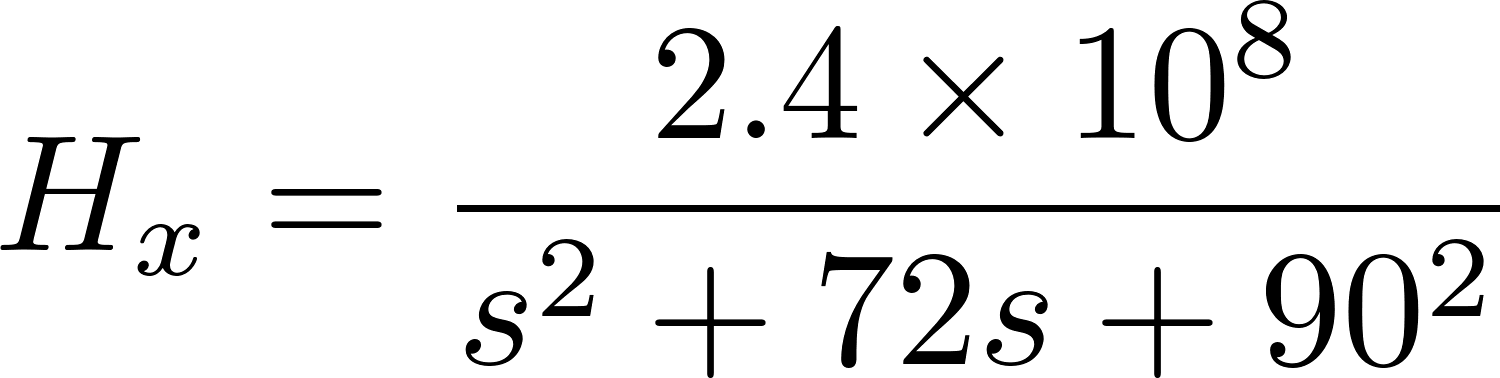 H_x = \frac{2.4 \times 10^8}{s^2 + 72s + 90^2}